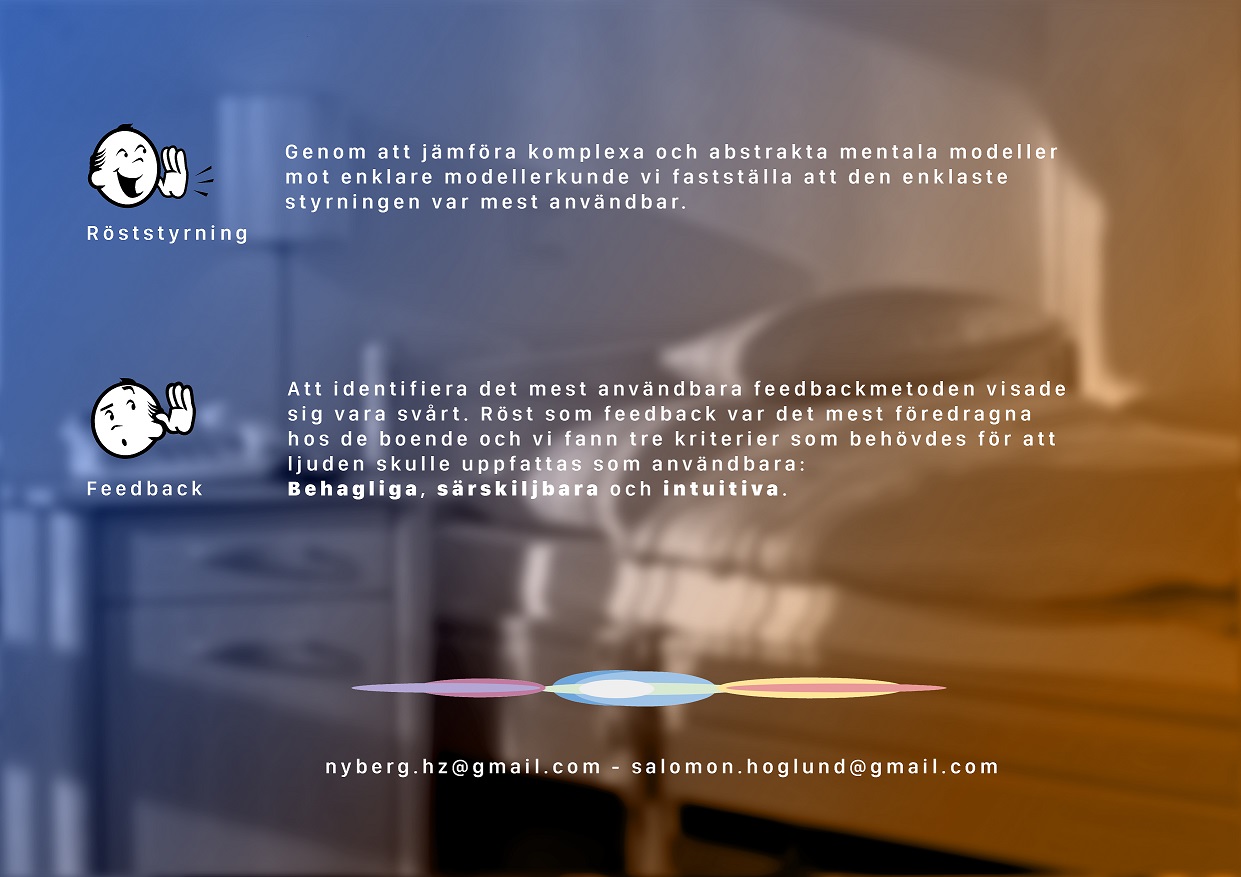 Genom att jämföra komplexa och abstrakta mentala modeller
mot enklare modellerkunde vi fastställa att den enklaste
styrningen var mest användbar.
Röststyrning
Att identifiera det mest användbara feedbackmetoden visade
sig vara svårt. Röst som feedback var det mest föredragna
hos de boende och vi fann tre kriterier som behövdes för att
ljuden skulle uppfattas som användbara:
Behagliga, särskiljbara och intuitiva.
Feedback
nyberg.hz@gmail.com - salomon.hoglund@gmail.com